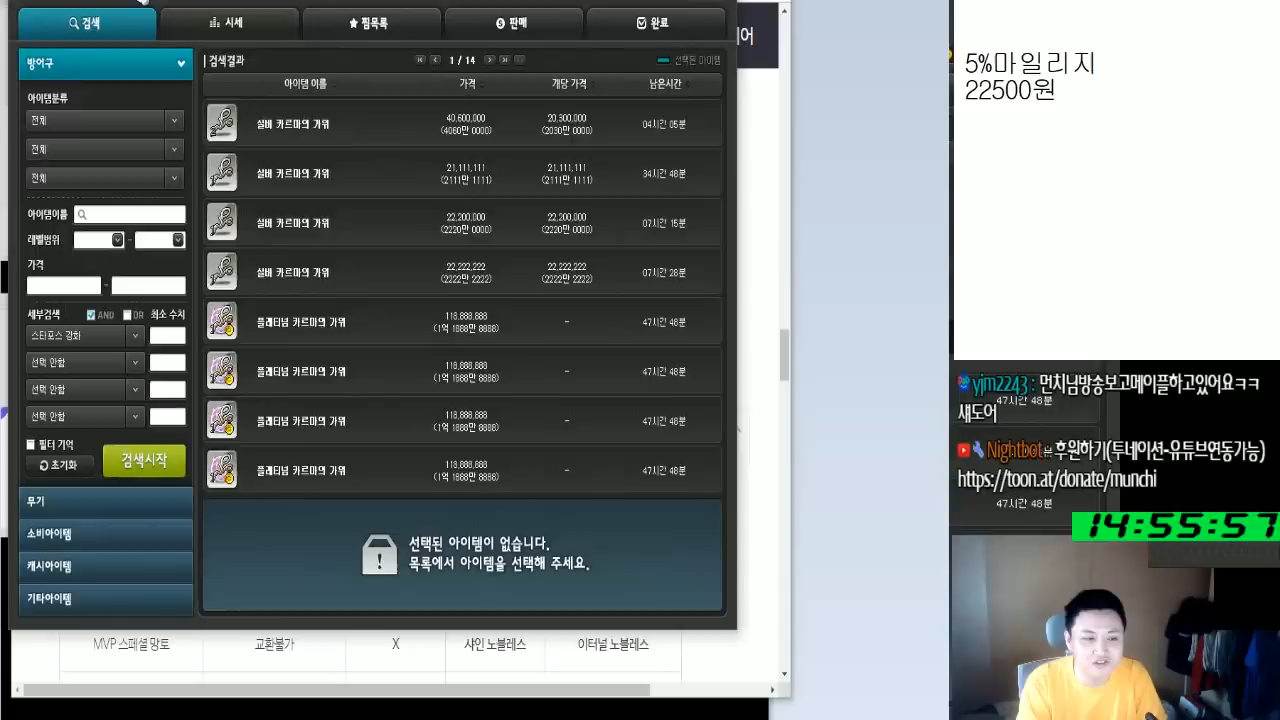 검색
시세
찜목록
판매
완료
방어구
아이템분류
전체
전체
전체
아이템이름
레벨범위
-
가격
-
세부검색 AND OR 최소 수치
스타포스 강화
선택 안함
선택 안함
선택 안함
필터 기억
초기화
검색시작
무기
소비아이템
캐시아이템
기타아이템
검색결과
1 / 14
선택된 아이템
아이템 이름 가격 개당 가격 남은시간
실버 카르마의 가위 40,600,000 20,300,000 04시간 05분
(4060만 0000) (2030만 0000)
실버 카르마의 가위 21,111,111 21,111,111 34시간 48분
(2111만 1111) (2111만 1111)
실버 카르마의 가위 22,200,000 22,200,000 07시간 15분
(2220만 0000) (2220만 0000)
실버 카르마의 가위 22,222,222 22,222,222 07시간 28분
(2222만 2222) (2222만 2222)
플래티넘 카르마의 가위 118,888,888 - 47시간 48분
(1억 1888만 8888)
플래티넘 카르마의 가위 118,888,888 - 47시간 48분
(1억 1888만 8888)
플래티넘 카르마의 가위 118,888,888 - 47시간 48분
(1억 1888만 8888)
플래티넘 카르마의 가위 118,888,888 - 47시간 48분
(1억 1888만 8888)
선택된 아이템이 없습니다.
목록에서 아이템을 선택해 주세요.
MVP 스페셜 망토 교환불가 X 샤인 노블레스 이터널 노블레스
어
5%마일리지
22500원
yjm2243 : 먼치님방송보고메이플하고있어요ㅋㅋ
섀도어
47시간 48분
Nightbot : 후원하기(투네이션-유튜브연동가능)
https://toon.at/donate/munchi
47시간 48분
14:55:57